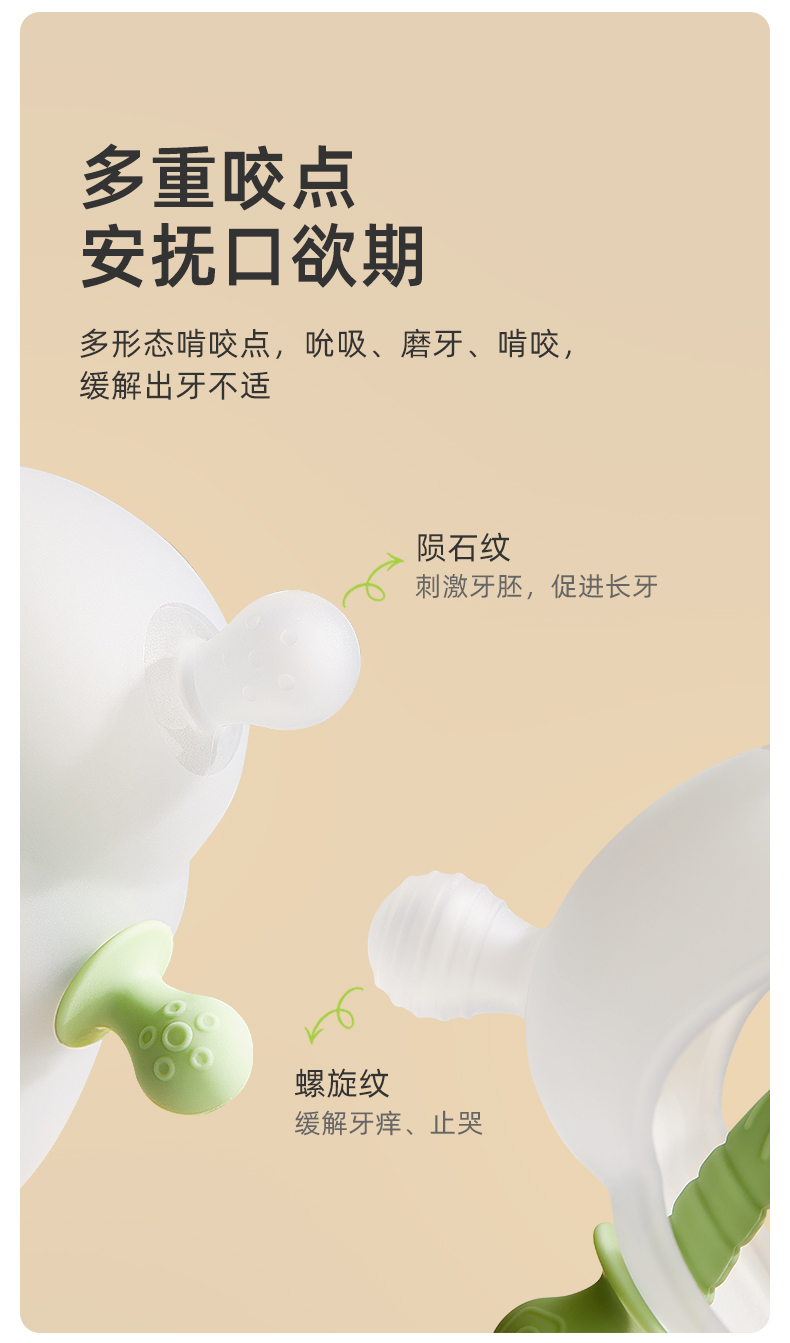 多重咬点
安抚口欲期
多形态啃咬点，吮吸、磨牙、啃咬，
缓解出牙不适
陨石纹
刺激牙胚，促进长牙
螺旋纹
缓解牙痒、止哭